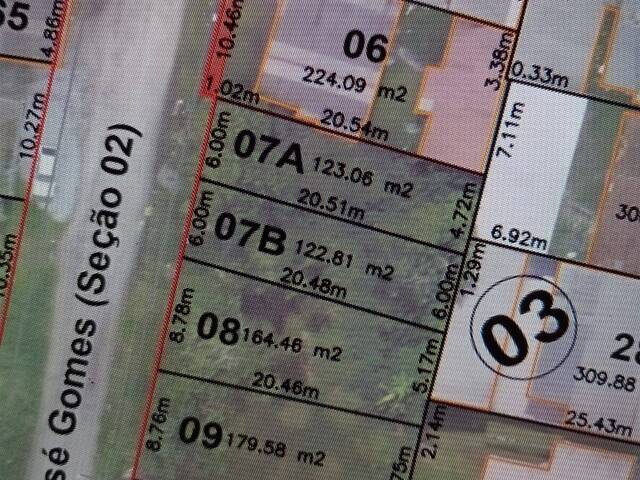 65
4.86m
10.27m
10.35m
sé Gomes (Seção 02)
10.46m
1.02m
06
224.09 m2
20.54m
3.38m
0.33m
7.11m
6.00m
07A 123.06 m2
20.51m
4.72m
6.92m
6.00m
07B 122.81 m2
20.48m
6.00m
1.29m
03
8.78m
08 164.46 m2
20.46m
5.17m
309.88
25.43m
8.76m
09 179.58 m2
2.14m